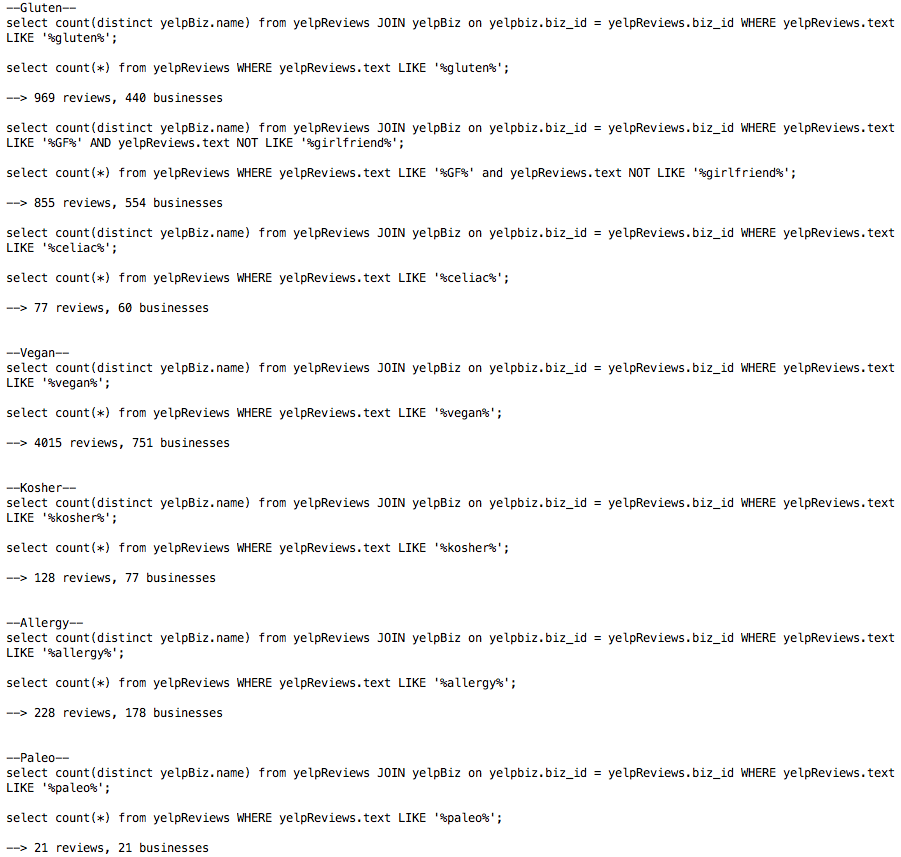 --Gluten--
select count(distinct yelpBiz.name) from yelpReviews JOIN yelpBiz on yelpbiz.biz_id = yelpReviews.biz_id WHERE yelpReviews.text
LIKE '%gluten%';
select count(*) from yelpReviews WHERE yelpReviews.text LIKE '%gluten%';
--> 969 reviews, 440 businesses
select count(distinct yelpBiz.name) from yelpReviews JOIN yelpBiz on yelpbiz.biz_id = yelpReviews.biz_id WHERE yelpReviews.text
LIKE '%GF%' AND yelpReviews.text NOT LIKE '%girlfriend%';
select count(*) from yelpReviews WHERE yelpReviews.text LIKE '%GF%' and yelpReviews.text NOT LIKE '%girlfriend%';
--> 855 reviews, 554 businesses
select count(distinct yelpBiz.name) from yelpReviews JOIN yelpBiz on yelpbiz.biz_id = yelpReviews.biz_id WHERE yelpReviews.text
LIKE '%celiac%';
select count(*) from yelpReviews WHERE yelpReviews.text LIKE '%celiac%';
--> 77 reviews, 60 businesses
--Vegan--
select count(distinct yelpBiz.name) from yelpReviews JOIN yelpBiz on yelpbiz.biz_id = yelpReviews.biz_id WHERE yelpReviews.text
LIKE '%vegan%';
select count(*) from yelpReviews WHERE yelpReviews.text LIKE '%vegan%';
--> 4015 reviews, 751 businesses
--Kosher--
select count(distinct yelpBiz.name) from yelpReviews JOIN yelpBiz on yelpbiz.biz_id = yelpReviews.biz_id WHERE yelpReviews.text
LIKE '%kosher%';
select count(*) from yelpReviews WHERE yelpReviews.text LIKE '%kosher%';
--> 128 reviews, 77 businesses
--Allergy--
select count(distinct yelpBiz.name) from yelpReviews JOIN yelpBiz on yelpbiz.biz_id = yelpReviews.biz_id WHERE yelpReviews.text
LIKE '%allergy%';
select count(*) from yelpReviews WHERE yelpReviews.text LIKE '%allergy%';
--> 228 reviews, 178 businesses
--Paleo--
select count(distinct yelpBiz.name) from yelpReviews JOIN yelpBiz on yelpbiz.biz_id = yelpReviews.biz_id WHERE yelpReviews.text
LIKE '%paleo%';
select count(*) from yelpReviews WHERE yelpReviews.text LIKE '%paleo%';
--> 21 reviews, 21 businesses